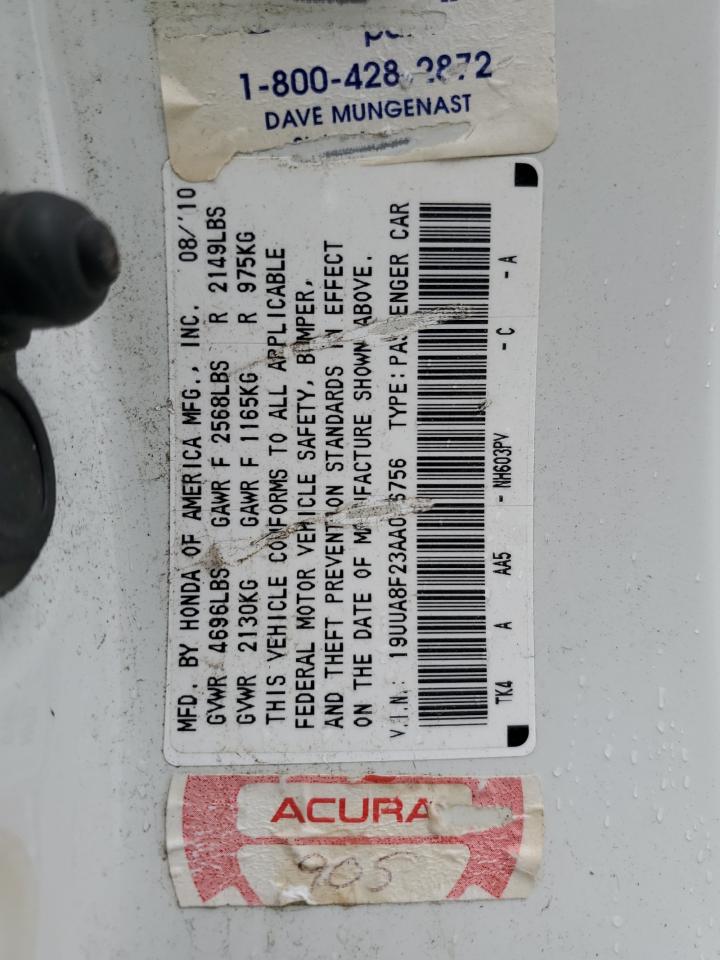 1-800-428-2872
DAVE MUNGENAST
MFD. BY HONDA OF AMERICA MFG., INC. 08/'10
GVWR 4696LBS GAWR F 2568LBS R 2149LBS
GVWR 2130KG GAWR F 1165KG R 975KG
THIS VEHICLE CONFORMS TO ALL APPLICABLE
FEDERAL MOTOR VEHICLE SAFETY, BUMPER,
AND THEFT PREVENTION STANDARDS IN EFFECT
ON THE DATE OF MANUFACTURE SHOWN ABOVE.
V.I.N.: TYPE: PASSENGER CAR
TK4 A AA5 - NH603PV - C - A
ACURA
905